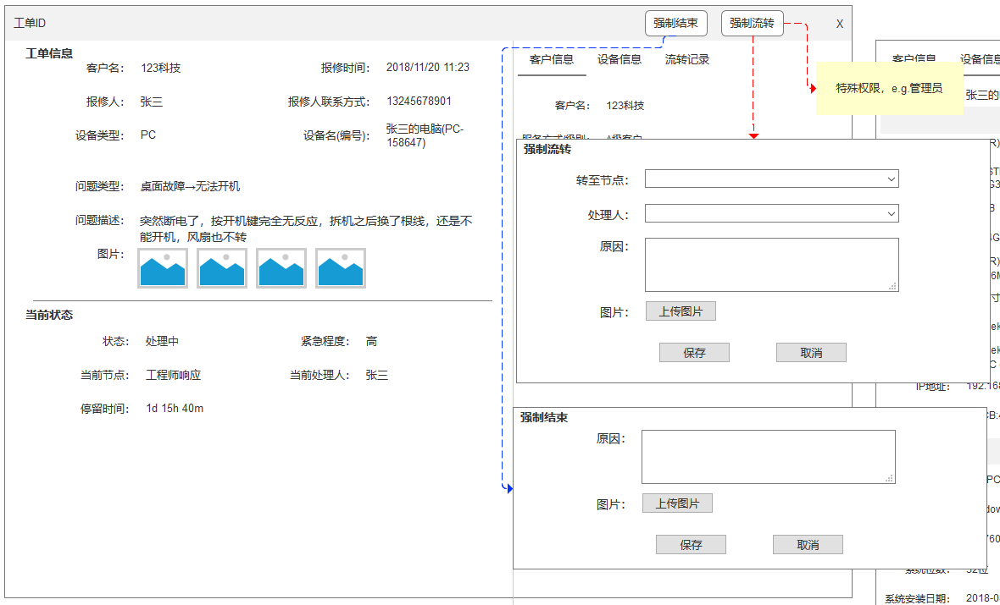 工单ID
强制结束
强制流转
X
工单信息
客户名： 123科技
报修时间： 2018/11/20 11:23
报修人： 张三
报修人联系方式： 13245678901
设备类型： PC
设备名(编号)： 张三的电脑(PC-
158647)
问题类型： 桌面故障→无法开机
问题描述： 突然断电了，按开机键完全无反应，拆机之后换了根线，还是不
能开机，风扇也不转
图片：
当前状态
状态： 处理中
紧急程度： 高
当前节点： 工程师响应
当前处理人： 张三
停留时间： 1d 15h 40m
客户信息 设备信息 流转记录
客户名： 123科技
服务方式/级别： A级客户
强制流转
转至节点：
处理人：
原因：
图片： 上传图片
保存 取消
强制结束
原因：
图片： 上传图片
保存 取消
客户信息 设备信息
特殊权限，e.g.管理员
张三的
IP地址： 192.168
系统位数： 32位
系统安装日期： 2018-0